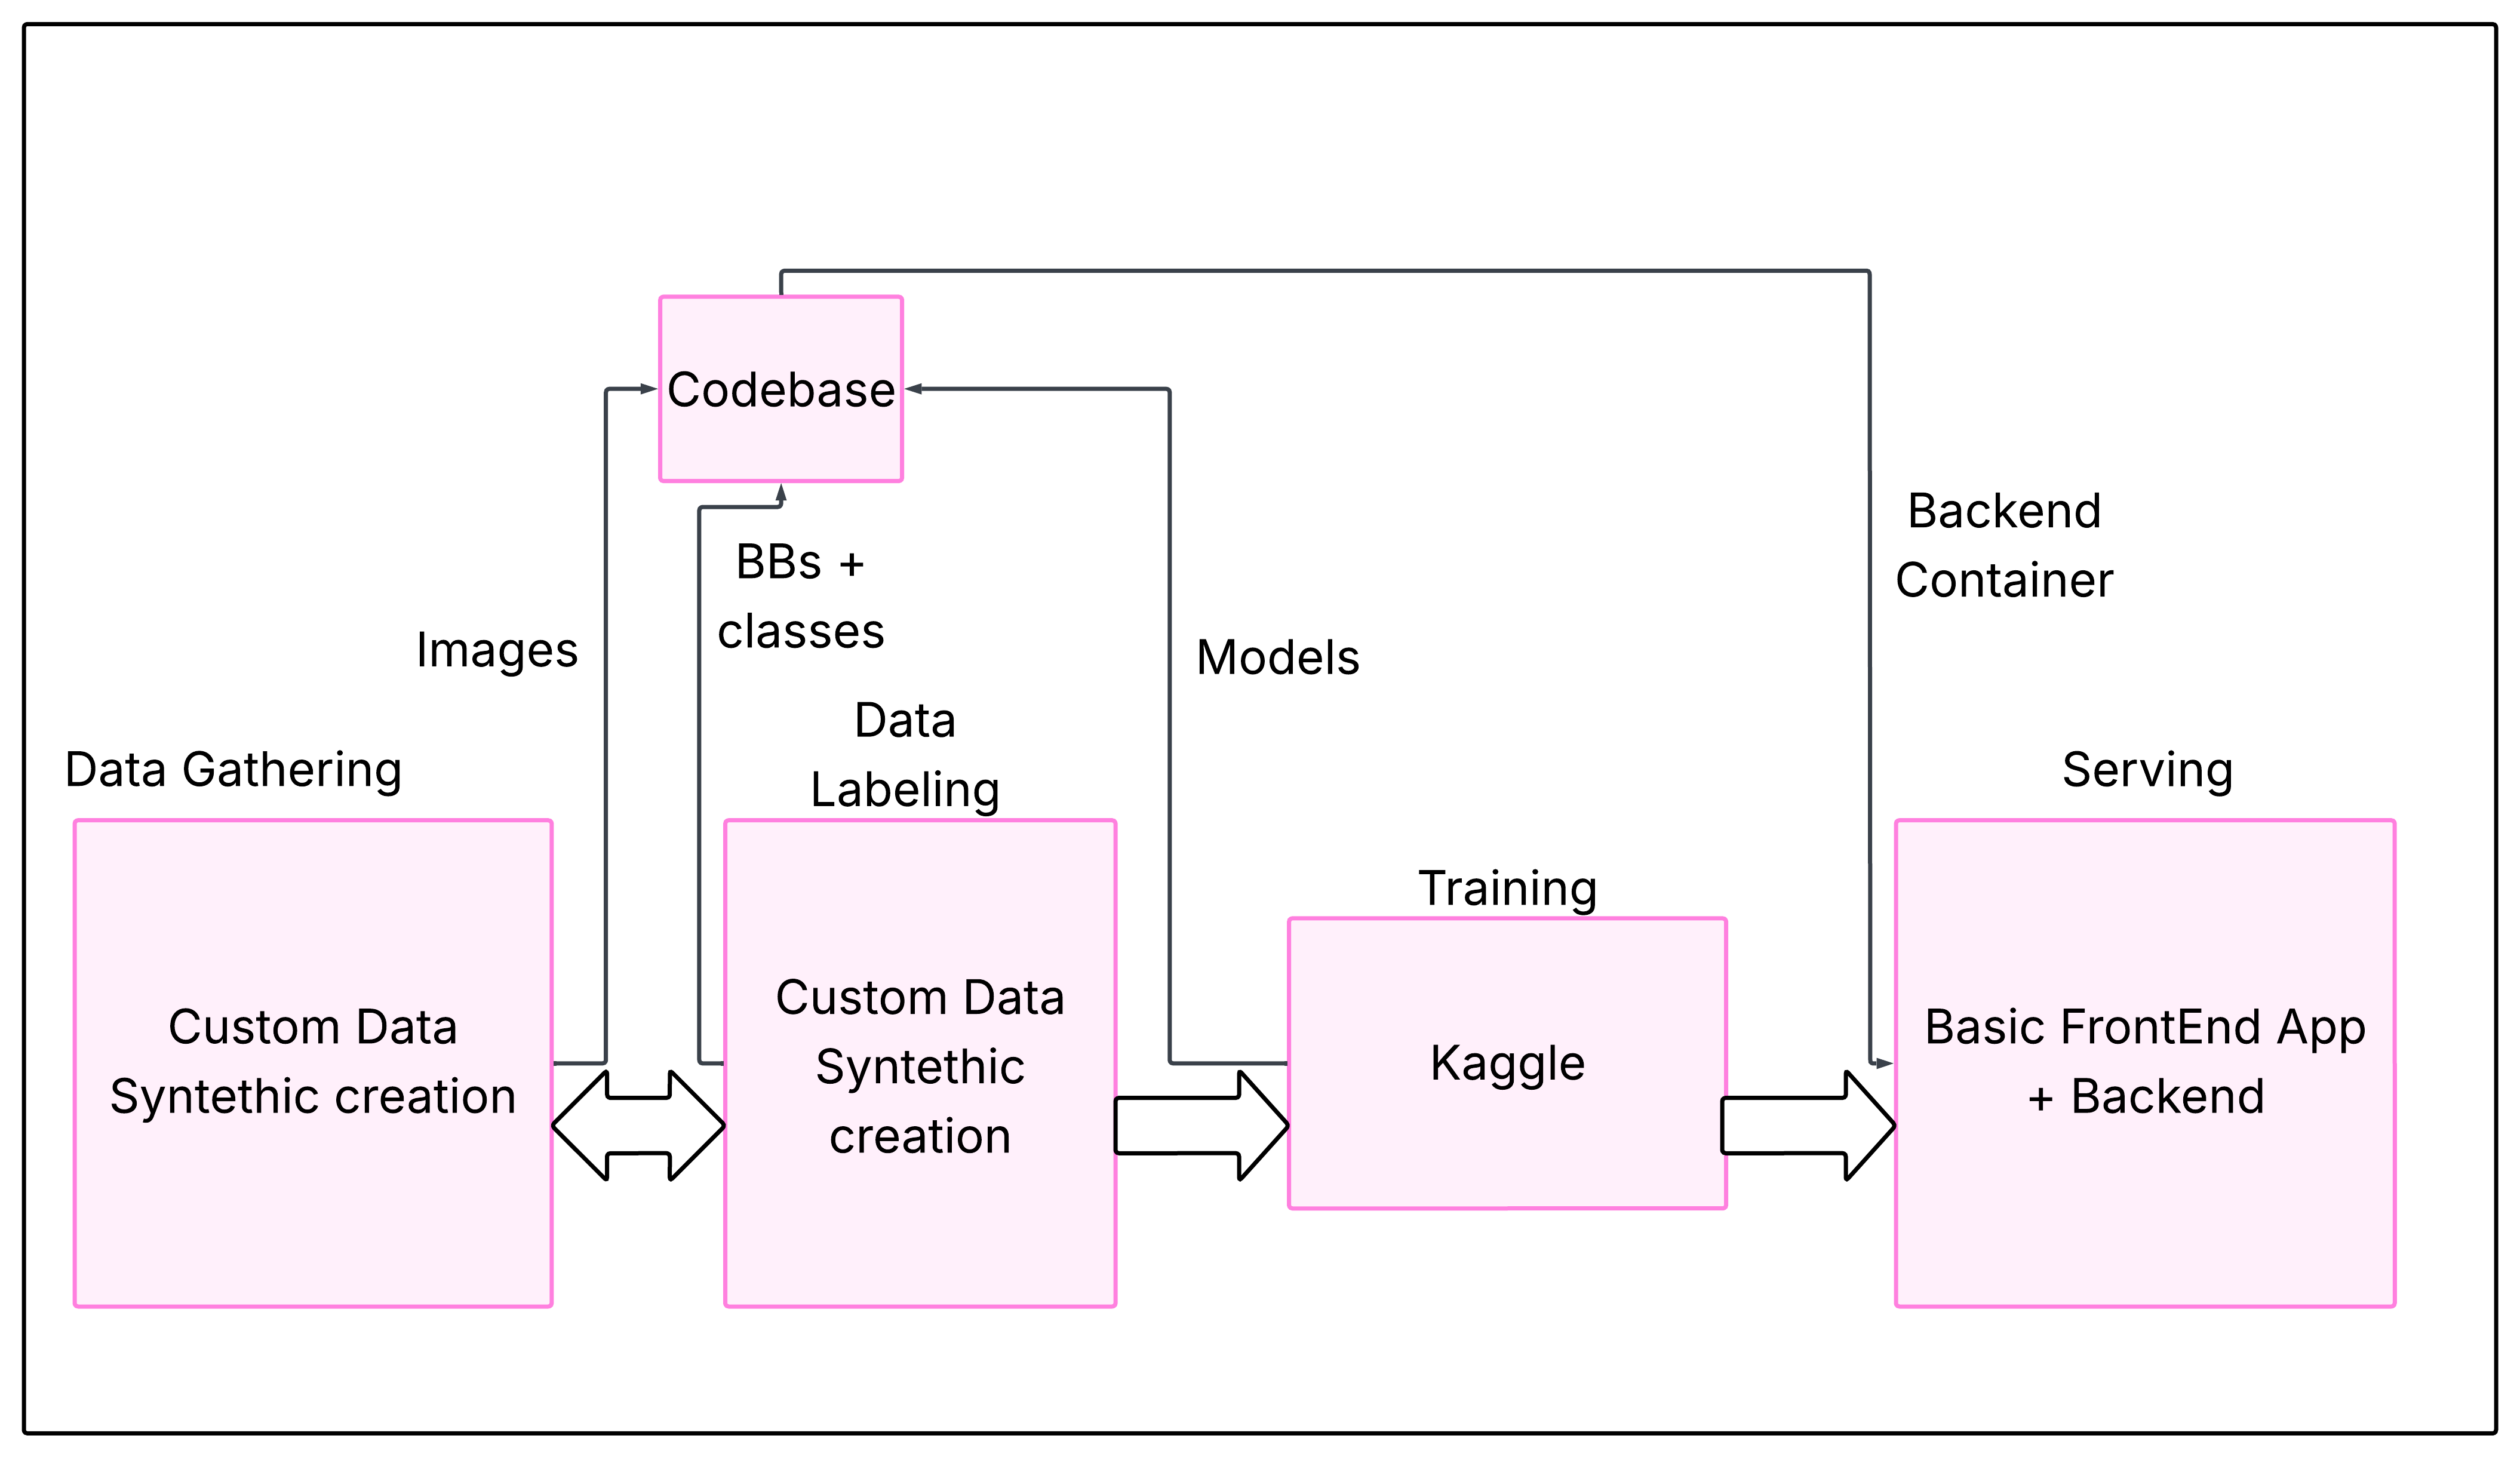 Codebase
Backend
Container
BBs +
classes
Images
Models
Data
Labeling
Data Gathering
Serving
Training
Custom Data
Syntethic creation
Custom Data
Syntethic
creation
Kaggle
Basic FrontEnd App
+ Backend